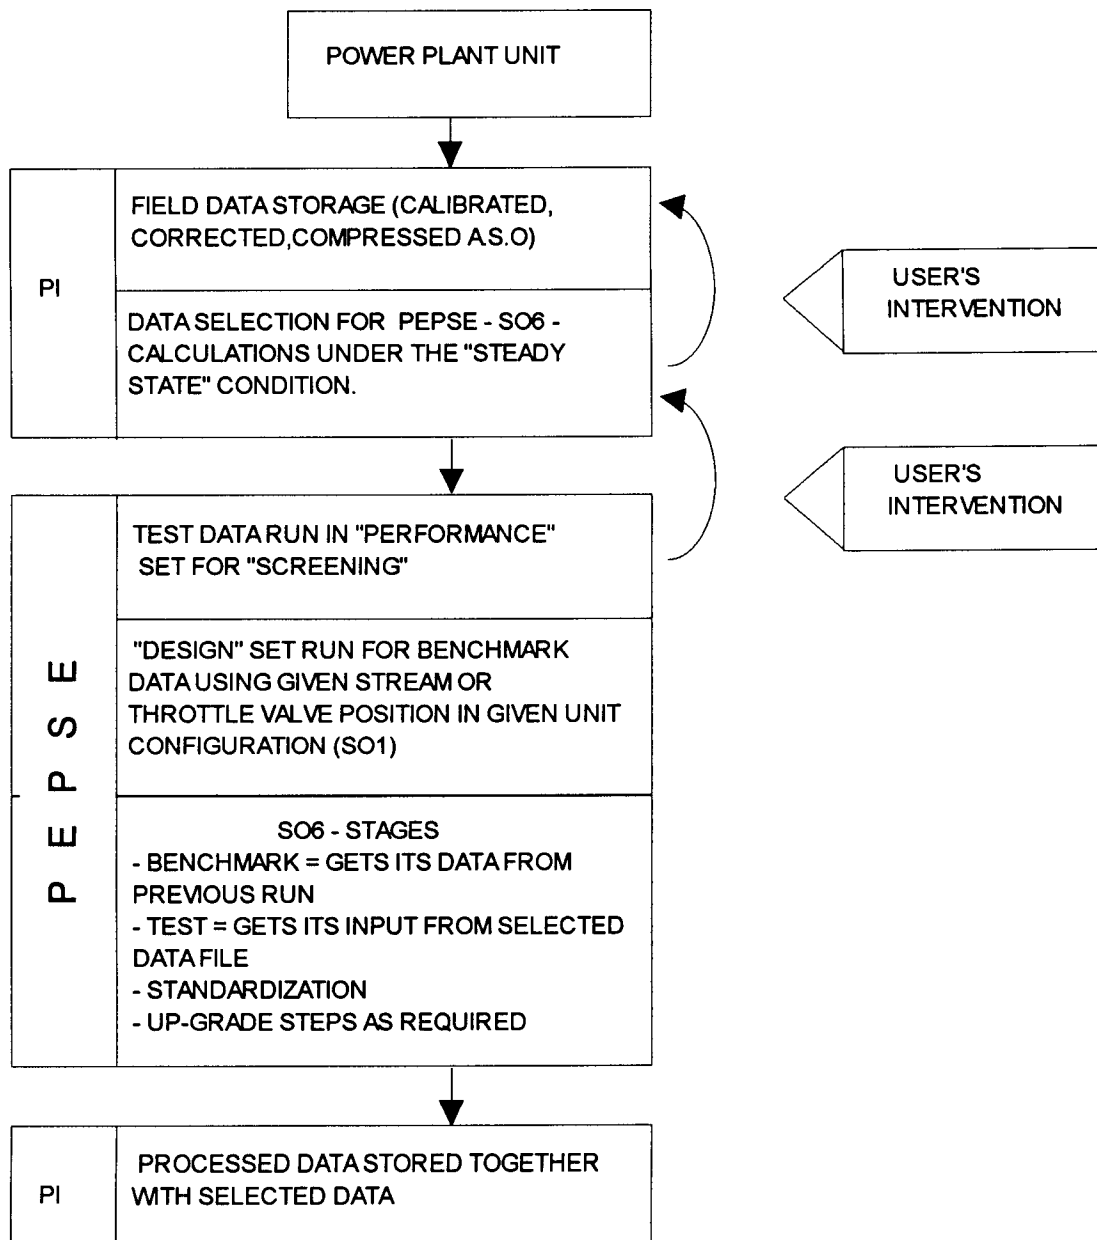 POWER PLANT UNIT
PI
FIELD DATA STORAGE (CALIBRATED,
CORRECTED,COMPRESSED A.S.O)
DATA SELECTION FOR PEPSE - SO6 -
CALCULATIONS UNDER THE "STEADY
STATE" CONDITION.
USER'S
INTERVENTION
USER'S
INTERVENTION
PEPSE
TEST DATA RUN IN "PERFORMANCE"
SET FOR "SCREENING"
"DESIGN" SET RUN FOR BENCHMARK
DATA USING GIVEN STREAM OR
THROTTLE VALVE POSITION IN GIVEN UNIT
CONFIGURATION (SO1)
SO6 - STAGES
- BENCHMARK = GETS ITS DATA FROM
PREVIOUS RUN
- TEST = GETS ITS INPUT FROM SELECTED
DATA FILE
- STANDARDIZATION
- UP-GRADE STEPS AS REQUIRED
PI
PROCESSED DATA STORED TOGETHER
WITH SELECTED DATA